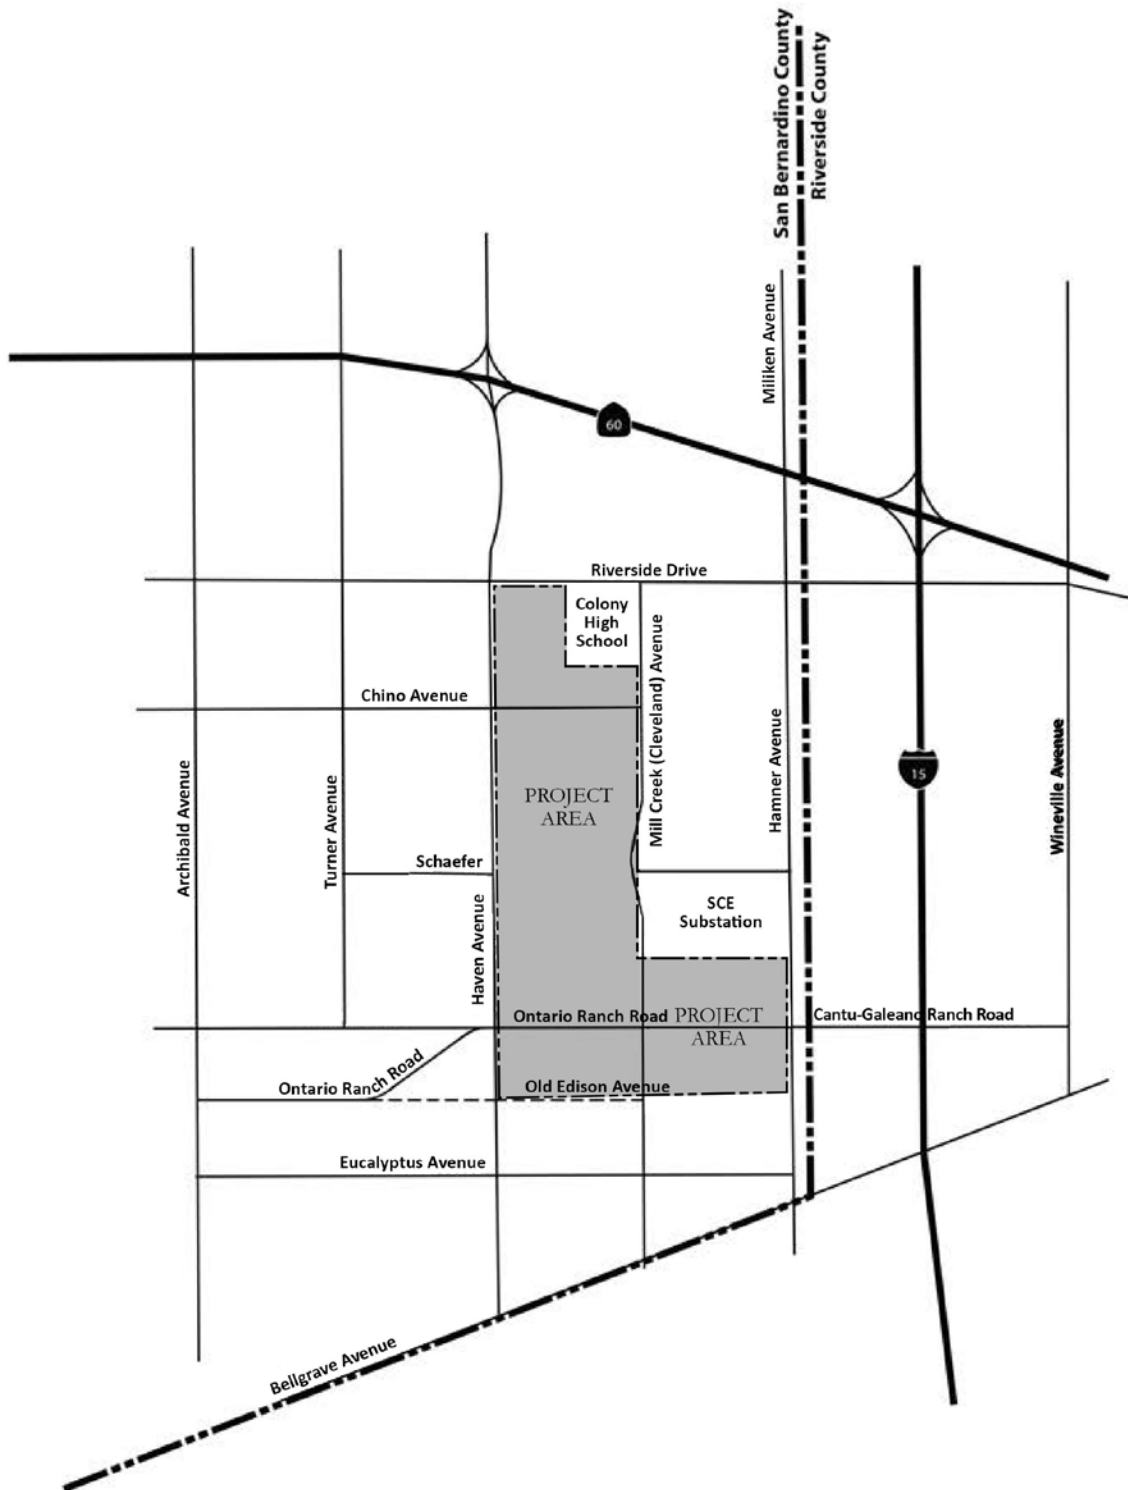 San Bernardino County
Riverside County
Milliken Avenue
60
Riverside Drive
Colony
High
School
Mill Creek (Cleveland) Avenue
Chino Avenue
Hamner Avenue
15
Wineville Avenue
Archibald Avenue
Turner Avenue
PROJECT
AREA
Schaefer
Haven Avenue
SCE
Substation
Ontario Ranch Road
PROJECT
AREA
Cantu-Galeano Ranch Road
Ontario Ranch Road
Old Edison Avenue
Eucalyptus Avenue
Bellgrave Avenue